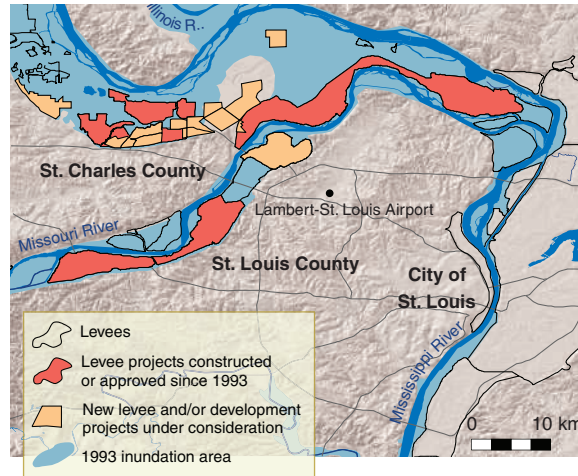 Illinois R..
St. Charles County
Lambert-St. Louis Airport
Missouri River
St. Louis County
City of
St. Louis
Mississippi River
Levees
Levee projects constructed
or approved since 1993
New levee and/or development
projects under consideration
1993 inundation area
0 10 km